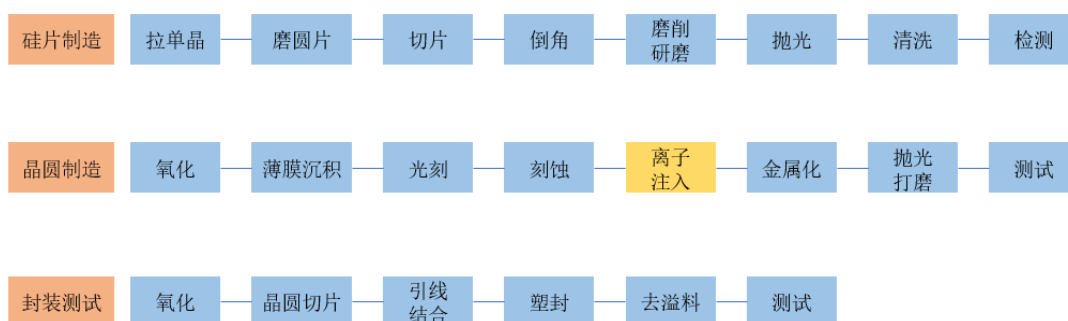 硅片制造 拉单晶 磨圆片 切片 倒角 磨削研磨 抛光 清洗 检测
晶圆制造 氧化 薄膜沉积 光刻 刻蚀 离子注入 金属化 抛光打磨 测试
封装测试 氧化 晶圆切片 引线结合 塑封 去溢料 测试